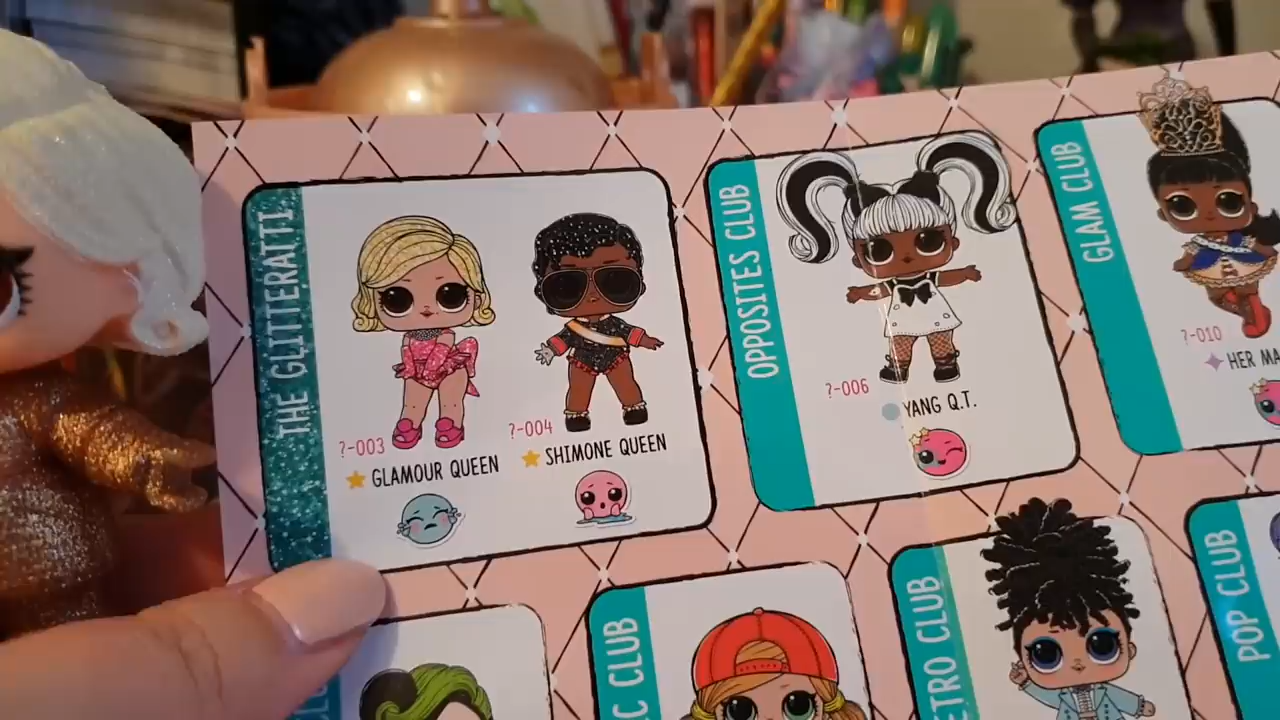 THE GLITTERATTI
?-003
GLAMOUR QUEEN
?-004
SHIMONE QUEEN
OPPOSITES CLUB
?-006
YANG Q.T.
GLAM CLUB
?-010
HER MA
C CLUB
ETRO CLUB
POP CLUB